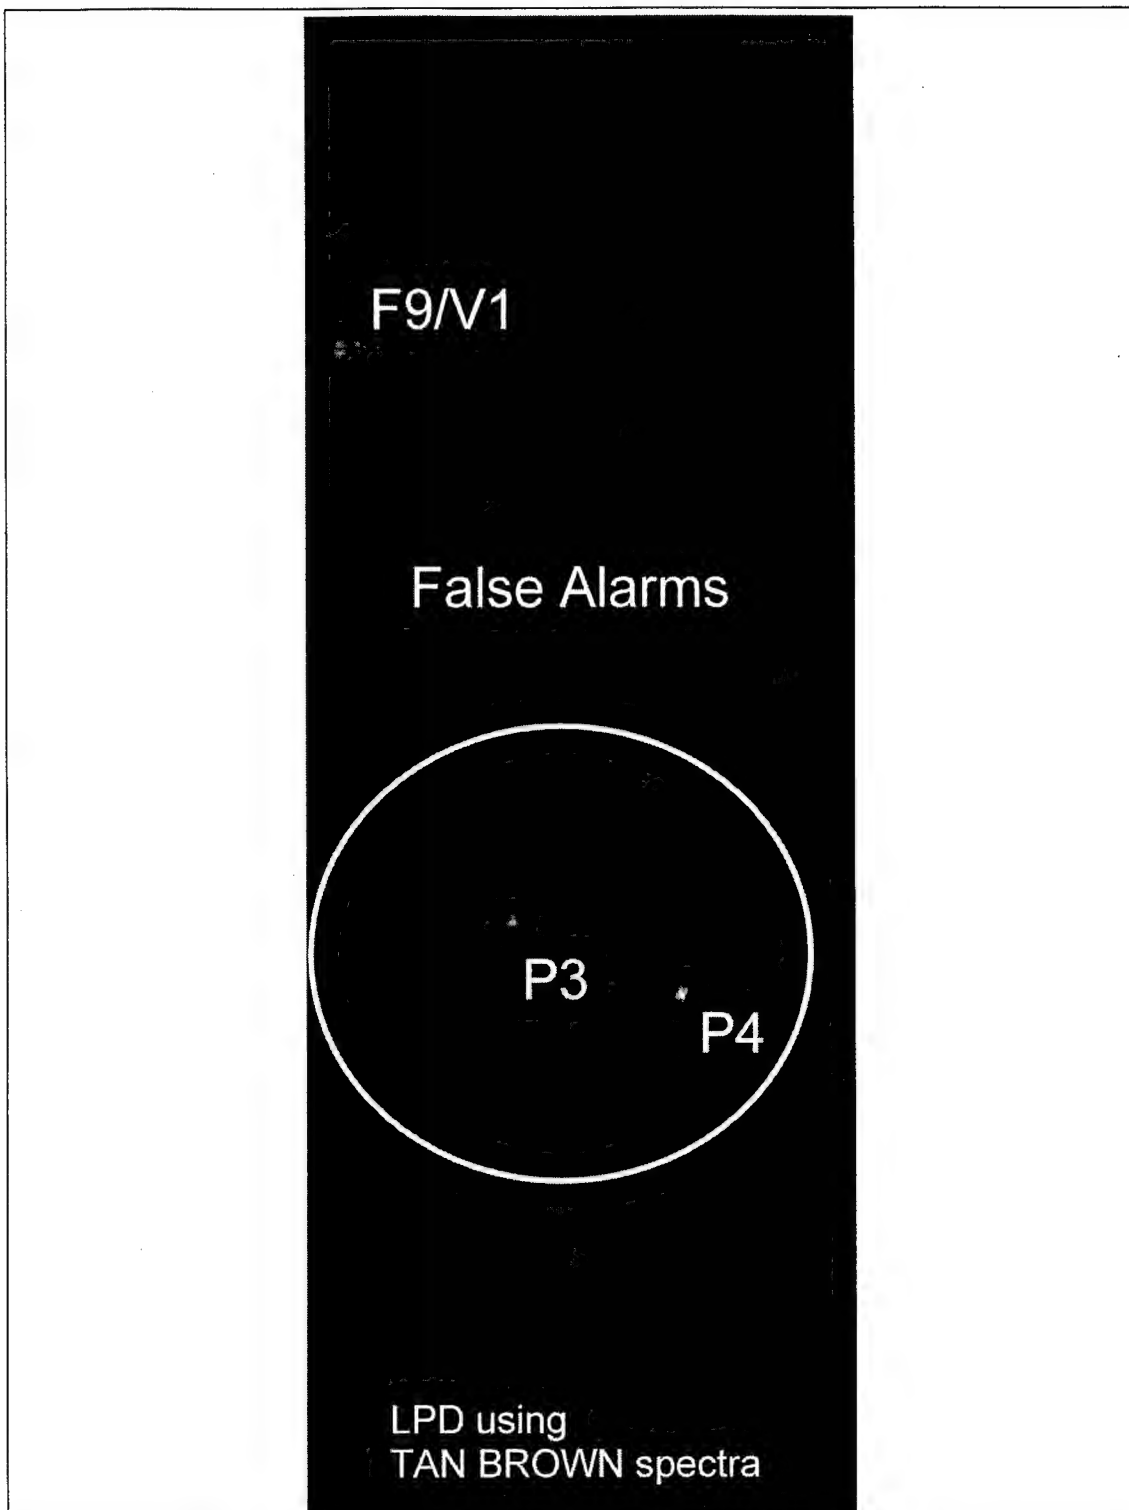 F9/V1
False Alarms
P3
P4
LPD using
TAN BROWN spectra